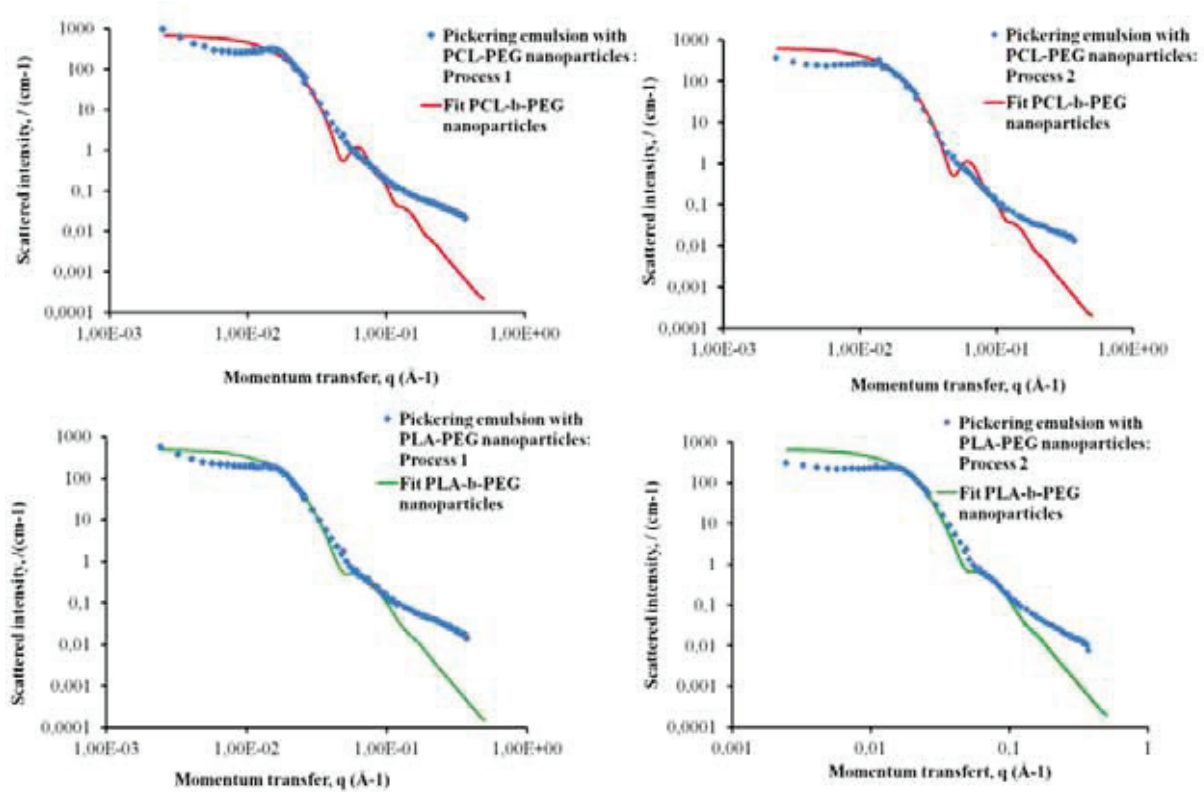 1000
100
10
1
0,1
0,01
0,001
0,0001
Scattered intensity, / (cm-1)
1,00E-03
1,00E-02
1,00E-01
1,00E+00
Momentum transfer, q (Å-1)
Pickering emulsion with
PCL-PEG nanoparticles :
Process 1
Fit PCL-b-PEG
nanoparticles
1000
100
10
1
0,1
0,01
0,001
0,0001
Scattered intensity, / (cm-1)
1,00E-03
1,00E-02
1,00E-01
1,00E+00
Momentum transfer, q (Å-1)
Pickering emulsion with
PCL-PEG nanoparticles:
Process 2
Fit PCL-b-PEG
nanoparticles
1000
100
10
1
0,1
0,01
0,001
0,0001
Scattered intensity, /(cm-1)
1,00E-03
1,00E-02
1,00E-01
1,00E+00
Momentum transfer, q (Å-1)
Pickering emulsion with
PLA-PEG nanoparticles:
Process 1
Fit PLA-b-PEG
nanoparticles
1000
100
10
1
0,1
0,01
0,001
0,0001
Scattered intensity, / (cm-1)
0.001
0,01
0,1
1
Momentum transfert, q (Å-1)
Pickering emulsion with
PLA-PEG nanoparticles:
Process 2
Fit PLA-b-PEG
nanoparticles